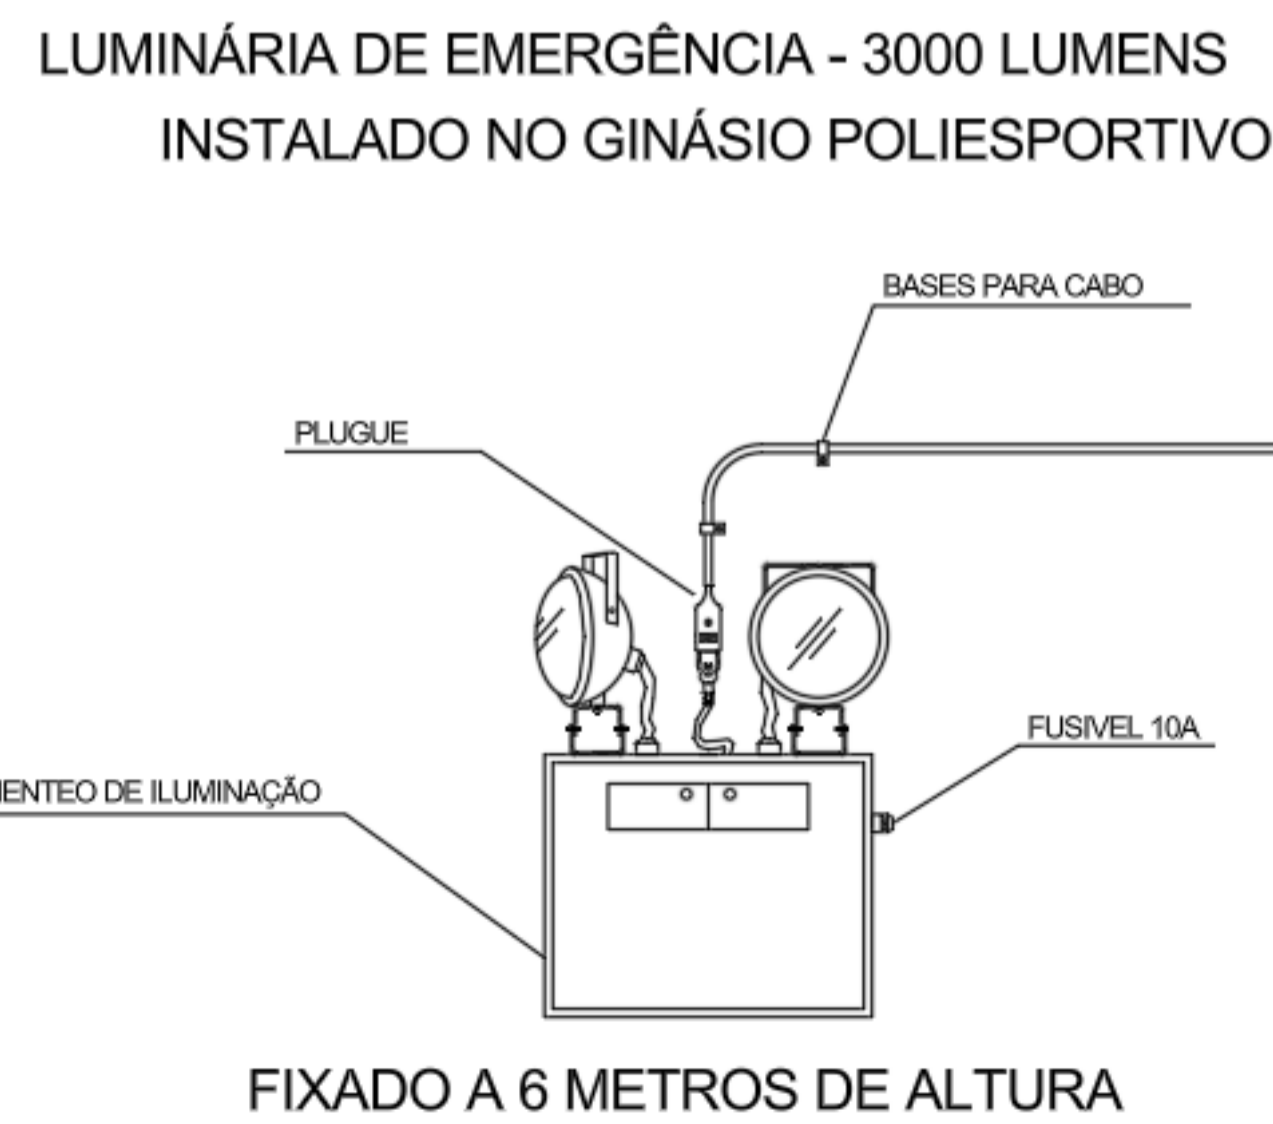 LUMINÁRIA DE EMERGÊNCIA - 3000 LUMENS
INSTALADO NO GINÁSIO POLIESPORTIVO
BASES PARA CABO
PLUGUE
FUSIVEL 10A
DE ILUMINAÇÃO
FIXADO A 6 METROS DE ALTURA